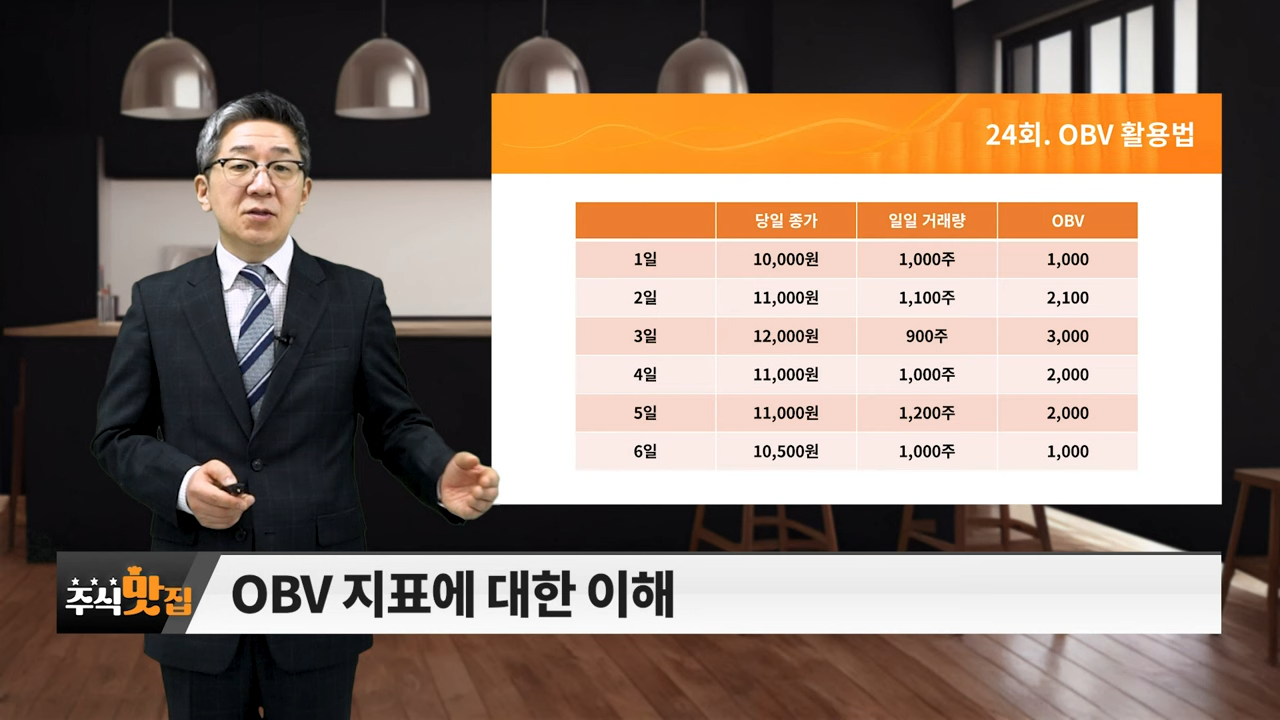 24회. OBV 활용법
당일 종가 일일 거래량 OBV
1일 10,000원 1,000주 1,000
2일 11,000원 1,100주 2,100
3일 12,000원 900주 3,000
4일 11,000원 1,000주 2,000
5일 11,000원 1,200주 2,000
6일 10,500원 1,000주 1,000
주식맛집 OBV 지표에 대한 이해